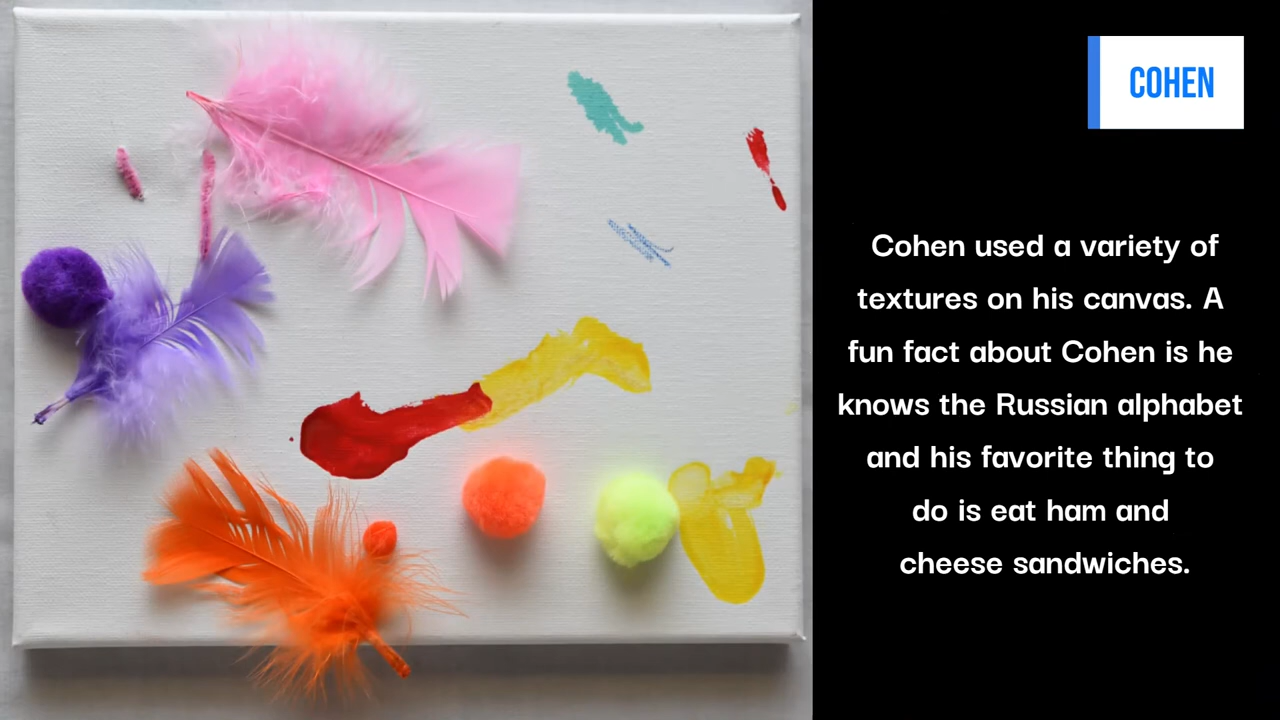 COHEN
Cohen used a variety of
textures on his canvas. A
fun fact about Cohen is he
knows the Russian alphabet
and his favorite thing to
do is eat ham and
cheese sandwiches.